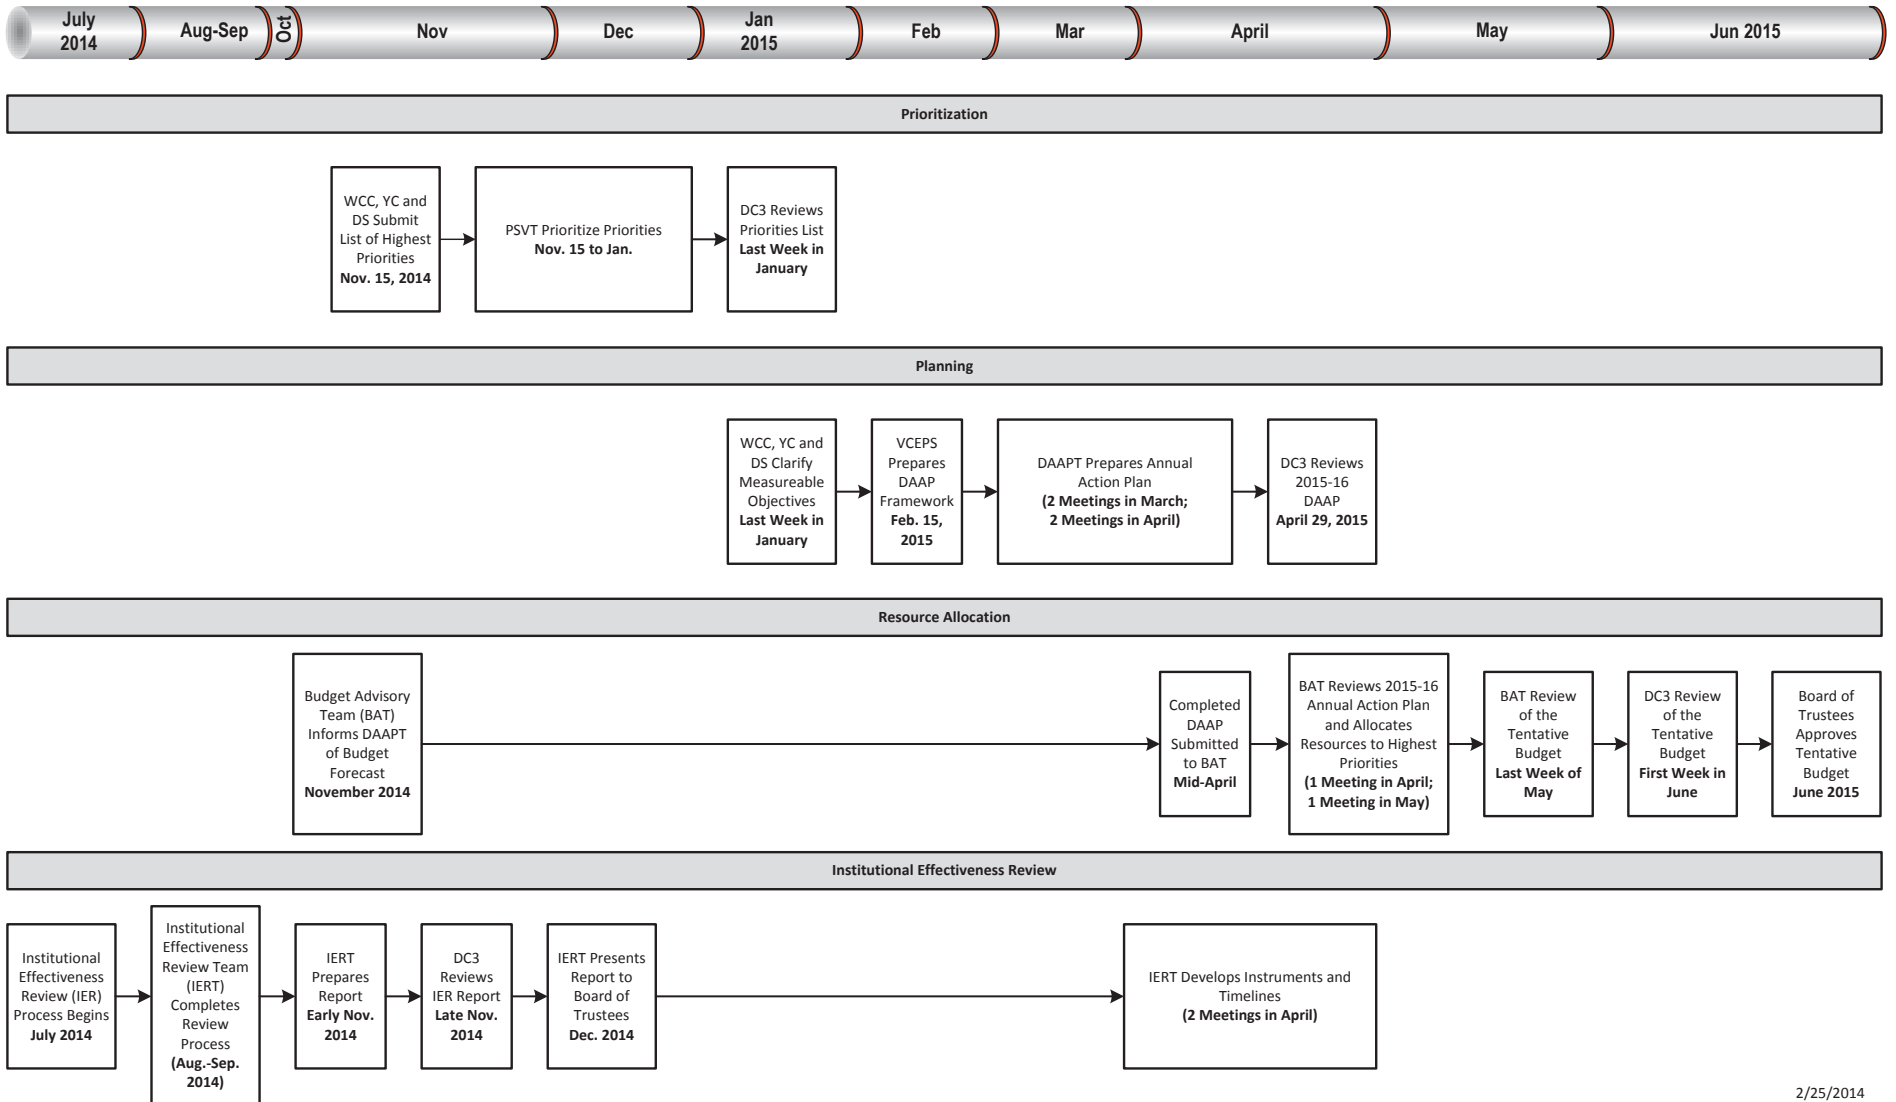 July
2014
Aug-Sep
Oct
Nov
Dec
Jan
2015
Feb
Mar
April
May
Jun 2015
Prioritization
WCC, YC and
DS Submit
List of Highest
Priorities
Nov. 15, 2014
PSVT Prioritize Priorities
Nov. 15 to Jan.
DC3 Reviews
Priorities List
Last Week in
January
Planning
WCC, YC and
DS Clarify
Measureable
Objectives
Last Week in
January
VCEPS
Prepares
DAAP
Framework
Feb. 15,
2015
DAAPT Prepares Annual
Action Plan
(2 Meetings in March;
2 Meetings in April)
DC3 Reviews
2015-16
DAAP
April 29, 2015
Resource Allocation
Budget Advisory
Team (BAT)
Informs DAAPT
of Budget
Forecast
November 2014
Completed
DAAP
Submitted
to BAT
Mid-April
BAT Reviews 2015-16
Annual Action Plan
and Allocates
Resources to Highest
Priorities
(1 Meeting in April;
1 Meeting in May)
BAT Review
of the
Tentative
Budget
Last Week of
May
DC3 Review
of the
Tentative
Budget
First Week in
June
Board of
Trustees
Approves
Tentative
Budget
June 2015
Institutional Effectiveness Review
Institutional
Effectiveness
Review (IER)
Process Begins
July 2014
Institutional
Effectiveness
Review Team
(IERT)
Completes
Review
Process
(Aug.-Sep.
2014)
IERT
Prepares
Report
Early Nov.
2014
DC3
Reviews
IER Report
Late Nov.
2014
IERT Presents
Report to
Board of
Trustees
Dec. 2014
IERT Develops Instruments and
Timelines
(2 Meetings in April)
2/25/2014